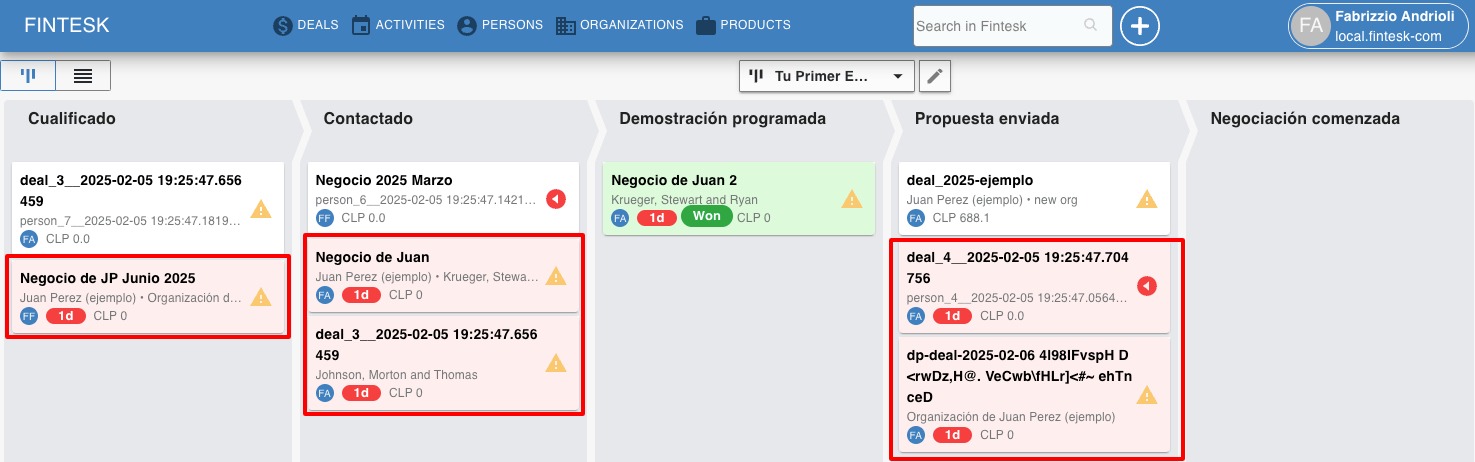 FINTESK
DEALS
ACTIVITIES
PERSONS
ORGANIZATIONS
PRODUCTS
Search in Fintesk
FA
Fabrizzio Andrioli
local.fintesk-com
Tu Primer E...
Cualificado
deal_3__2025-02-05 19:25:47.656
459
person_7__2025-02-05 19:25:47.1819...
FA CLP 0.0
Negocio de JP Junio 2025
Juan Perez (ejemplo) • Organización d...
FF 1d CLP 0
Contactado
Negocio 2025 Marzo
person_6__2025-02-05 19:25:47.1421...
FF CLP 0.0
Negocio de Juan
Juan Perez (ejemplo) • Krueger, Stewa...
FA 1d CLP 0
deal_3__2025-02-05 19:25:47.656
459
Johnson, Morton and Thomas
FA 1d CLP 0
Demostración programada
Negocio de Juan 2
Krueger, Stewart and Ryan
FA 1d Won CLP 0
Propuesta enviada
deal_2025-ejemplo
Juan Perez (ejemplo) • new org
FA CLP 688.1
deal_4__2025-02-05 19:25:47.704
756
person_4__2025-02-05 19:25:47.0564...
FA 1d CLP 0.0
dp-deal-2025-02-06 4I98IFvspH D
<rwDz,H@. VeCwb\fHLr]<#~ ehTn
ceD
Organización de Juan Perez (ejemplo)
FA 1d CLP 0
Negociación comenzada